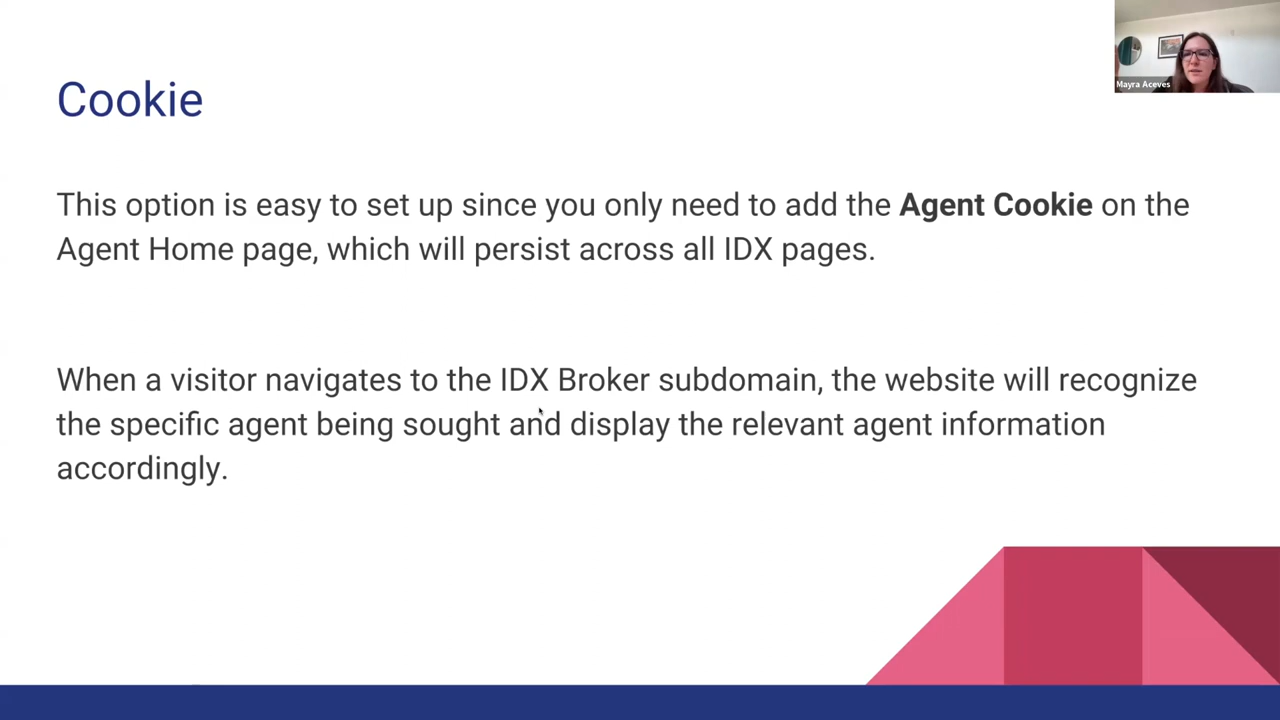 Cookie
Mayra Aceves
This option is easy to set up since you only need to add the Agent Cookie on the
Agent Home page, which will persist across all IDX pages.
When a visitor navigates to the IDX Broker subdomain, the website will recognize
the specific agent being sought and display the relevant agent information
accordingly.